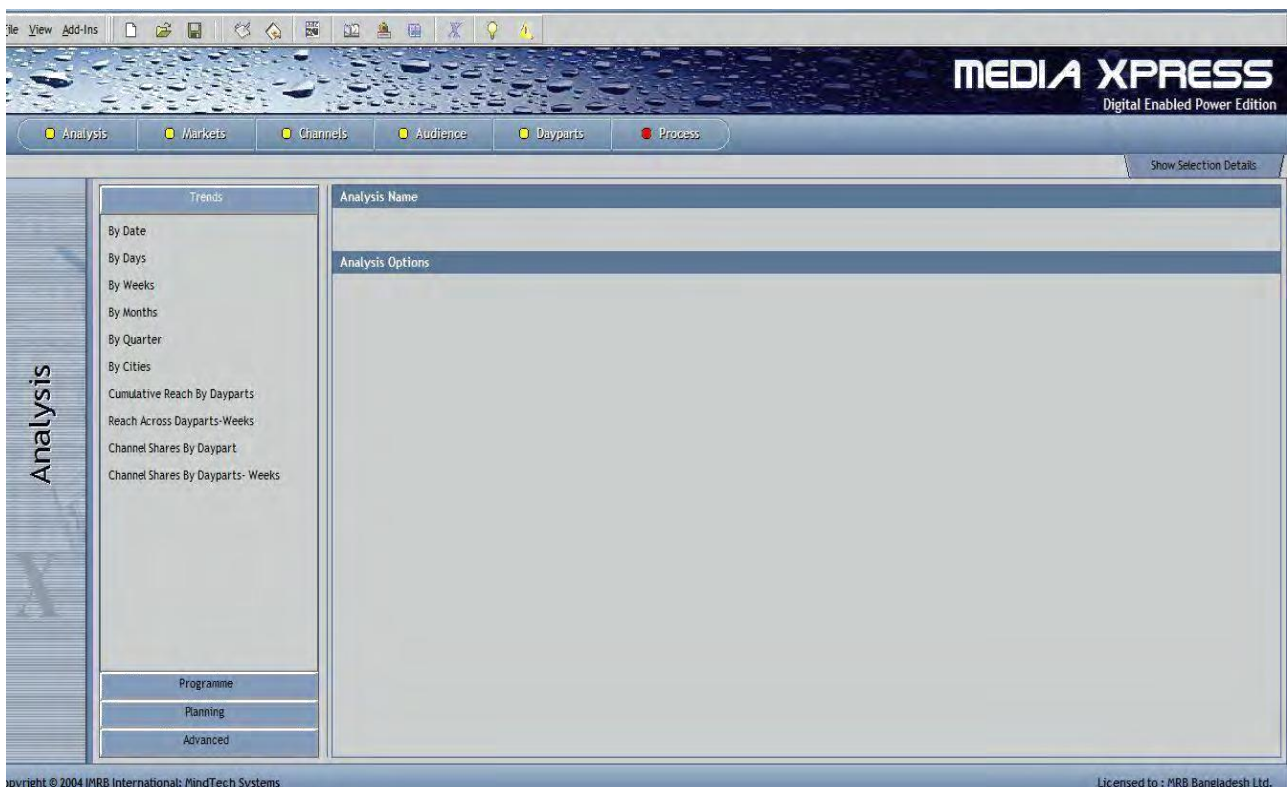 File View Add-Ins
MEDIA XPRESS
Digital Enabled Power Edition
Analysis Markets Channels Audience Dayparts Process
Show Selection Details
Trends
Analysis Name
By Date
By Days
Analysis Options
By Weeks
By Months
By Quarter
By Cities
Cumulative Reach By Dayparts
Reach Across Dayparts-Weeks
Channel Shares By Daypart
Channel Shares By Dayparts- Weeks
Analysis
X
Programme
Planning
Advanced
opyright © 2004 IMRB International: MindTech Systems
Licensed to : MRB Bangladesh Ltd.